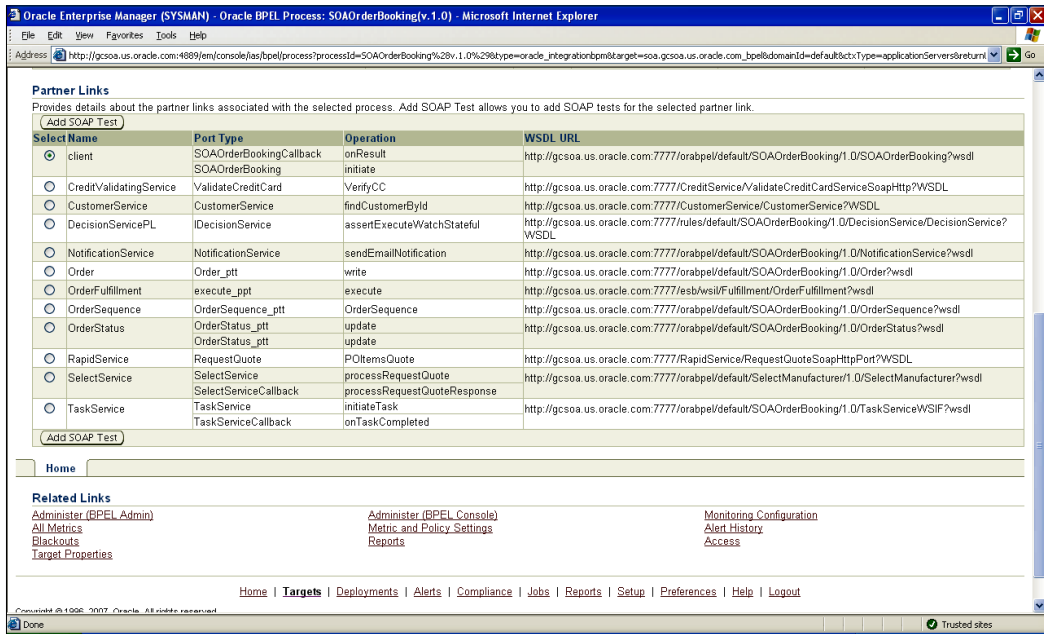 Oracle Enterprise Manager (SYSMAN) - Oracle BPEL Process: SOAOrderBooking(v.1.0) - Microsoft Internet Explorer
File Edit View Favorites Tools Help
Address http://gcsoa.us.oracle.com:4889/em/console/ias/bpel/process?processId=SOAOrderBooking%28v.1.0%29&type=oracle_integrationbpm&target=soa.gcsoa.us.oracle.com_bpel&domainId=default&ctxType=applicationServers&return Go
Partner Links
Provides details about the partner links associated with the selected process. Add SOAP Test allows you to add SOAP tests for the selected partner link.
Add SOAP Test
Select Name Port Type Operation WSDL URL
client SOAOrderBookingCallback onResult http://gcsoa.us.oracle.com:7777/orabpel/default/SOAOrderBooking/1.0/SOAOrderBooking?wsdl
SOAOrderBooking initiate
CreditValidatingService ValidateCreditCard VerifyCC http://gcsoa.us.oracle.com:7777/CreditService/ValidateCreditCardServiceSoapHttp?WSDL
CustomerService CustomerService findCustomerById http://gcsoa.us.oracle.com:7777/CustomerService/CustomerService?WSDL
DecisionServicePL IDecisionService assertExecuteWatchStateful http://gcsoa.us.oracle.com:7777/rules/default/SOAOrderBooking/1.0/DecisionService/DecisionService?
WSDL
NotificationService NotificationService sendEmailNotification http://gcsoa.us.oracle.com:7777/orabpel/default/SOAOrderBooking/1.0/NotificationService?wsdl
Order Order_ptt write http://gcsoa.us.oracle.com:7777/orabpel/default/SOAOrderBooking/1.0/Order?wsdl
OrderFulfillment execute_ppt execute http://gcsoa.us.oracle.com:7777/esb/wsil/Fulfillment/OrderFulfillment?wsdl
OrderSequence OrderSequence_ptt OrderSequence http://gcsoa.us.oracle.com:7777/orabpel/default/SOAOrderBooking/1.0/OrderSequence?wsdl
OrderStatus OrderStatus_ptt update http://gcsoa.us.oracle.com:7777/orabpel/default/SOAOrderBooking/1.0/OrderStatus?wsdl
OrderStatus_ptt update
RapidService RequestQuote POItemsQuote http://gcsoa.us.oracle.com:7777/RapidService/RequestQuoteSoapHttpPort?WSDL
SelectService SelectService processRequestQuote http://gcsoa.us.oracle.com:7777/orabpel/default/SelectManufacturer/1.0/SelectManufacturer?wsdl
SelectServiceCallback processRequestQuoteResponse
TaskService TaskService initiateTask http://gcsoa.us.oracle.com:7777/orabpel/default/SOAOrderBooking/1.0/TaskServiceWSIF?wsdl
TaskServiceCallback onTaskCompleted
Add SOAP Test
Home
Related Links
Administer (BPEL Admin) Administer (BPEL Console) Monitoring Configuration
All Metrics Metric and Policy Settings Alert History
Blackouts Reports Access
Target Properties
Home | Targets | Deployments | Alerts | Compliance | Jobs | Reports | Setup | Preferences | Help | Logout
Copyright © 1996, 2007, Oracle. All rights reserved.
Done Trusted sites